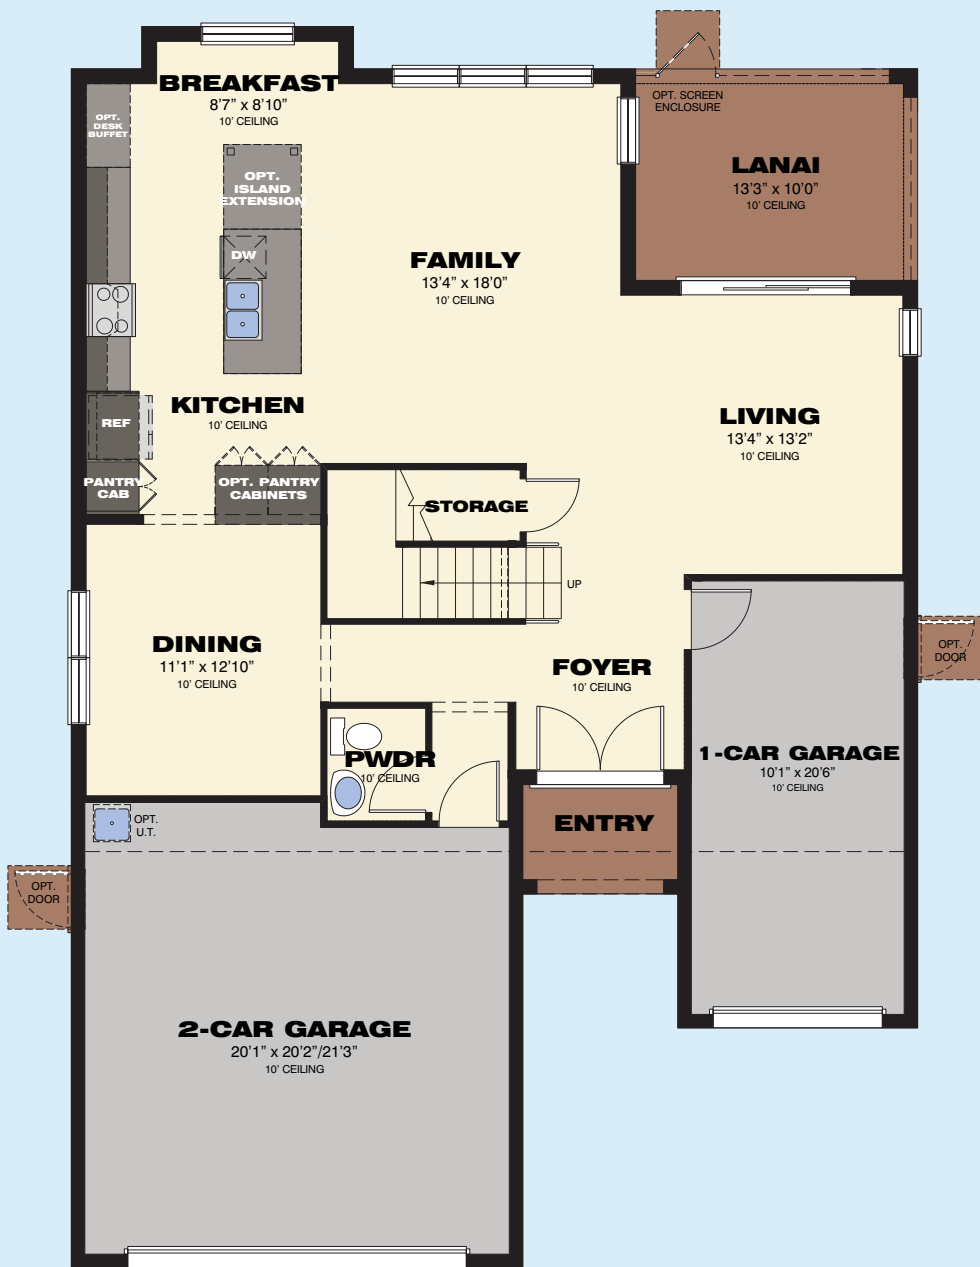 BREAKFAST
8'7" x 8'10"
10' CEILING
OPT. SCREEN
ENCLOSURE
OPT.
DESK
BUFFET
LANAI
13'3" x 10'0"
10' CEILING
OPT.
ISLAND
EXTENSION
DW
FAMILY
13'4" x 18'0"
10' CEILING
KITCHEN
10' CEILING
REF
LIVING
13'4" x 13'2"
10' CEILING
PANTRY
CAB
OPT. PANTRY
CABINETS
STORAGE
UP
DINING
11'1" x 12'10"
10' CEILING
FOYER
10' CEILING
OPT.
DOOR
PWDR
10' CEILING
1-CAR GARAGE
10'1" x 20'6"
10' CEILING
OPT.
U.T.
ENTRY
OPT.
DOOR
2-CAR GARAGE
20'1" x 20'2"/21'3"
10' CEILING